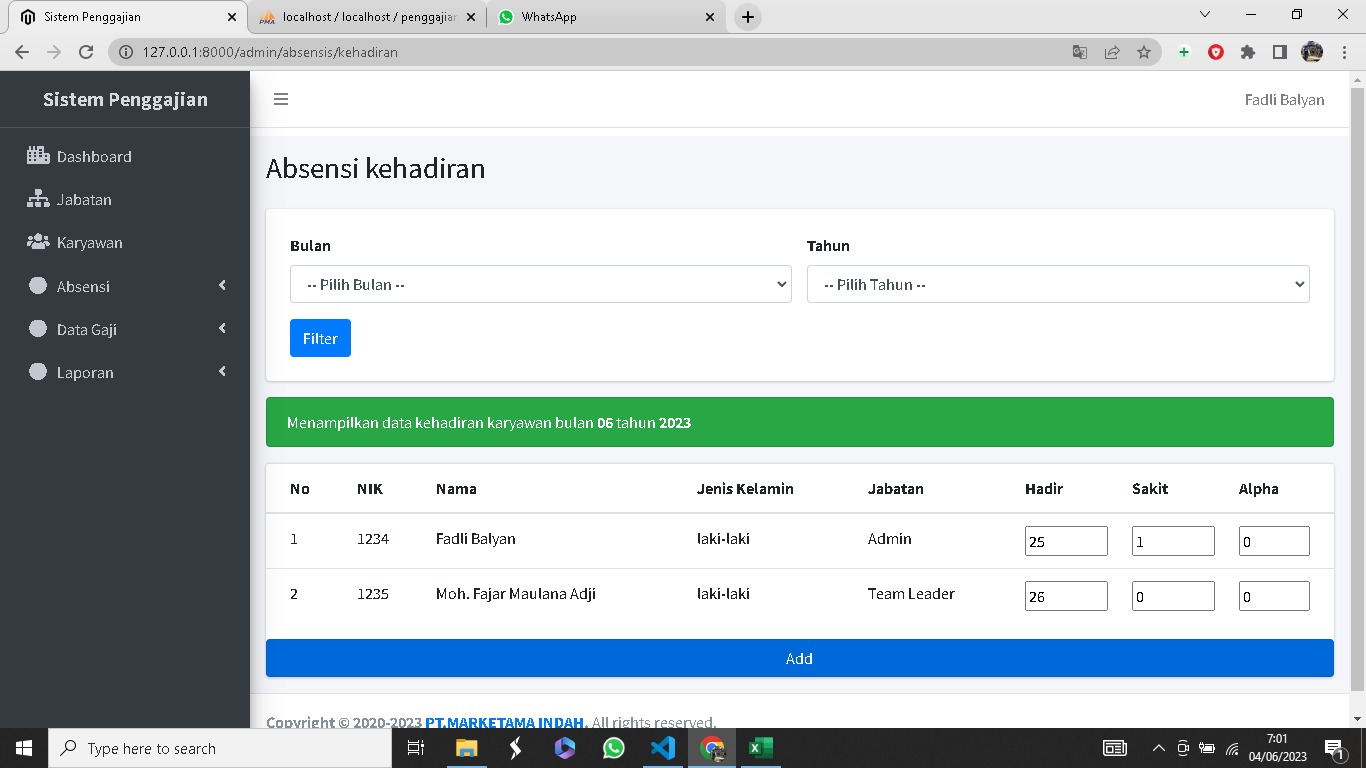 Sistem Penggajian
localhost / localhost / penggajian
WhatsApp
127.0.0.1:8000/admin/absensis/kehadiran
Sistem Penggajian
Fadli Balyan
Dashboard
Jabatan
Karyawan
Absensi
Data Gaji
Laporan
Absensi kehadiran
Bulan Tahun
-- Pilih Bulan -- -- Pilih Tahun --
Filter
Menampilkan data kehadiran karyawan bulan 06 tahun 2023
No NIK Nama Jenis Kelamin Jabatan Hadir Sakit Alpha
1 1234 Fadli Balyan laki-laki Admin 25 1 0
2 1235 Moh. Fajar Maulana Adji laki-laki Team Leader 26 0 0
Add
Copyright © 2020-2023 PT.MARKETAMA INDAH. All rights reserved.
Type here to search
7:01
04/06/2023
1